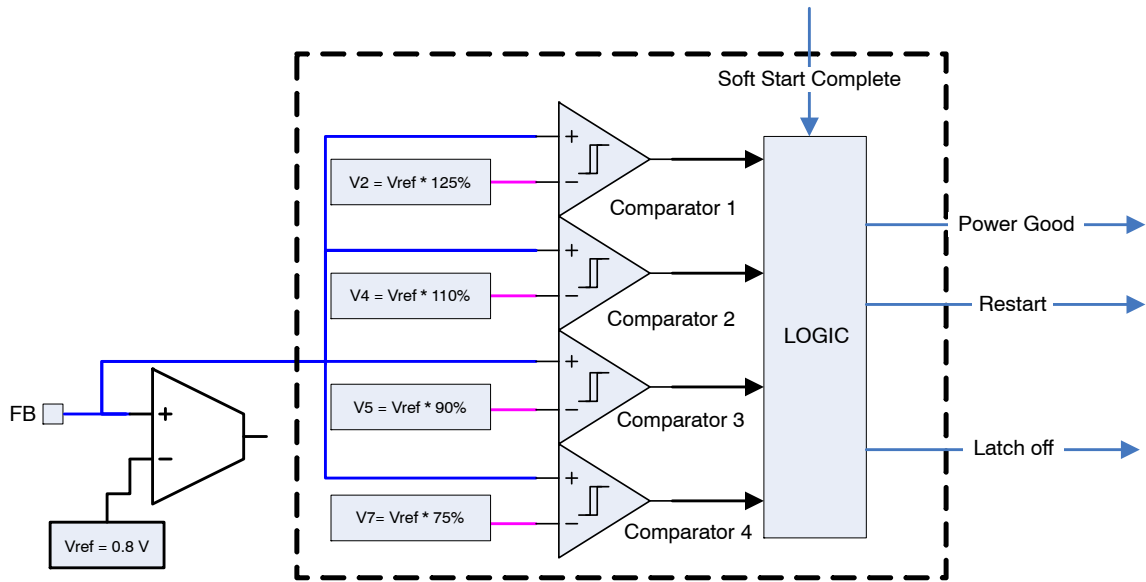 Soft Start Complete
+
V2 = Vref * 125%
−
Comparator 1
+
V4 = Vref * 110%
−
Comparator 2
+
V5 = Vref * 90%
−
Comparator 3
+
V7= Vref * 75%
−
Comparator 4
LOGIC
Power Good
Restart
Latch off
FB
+
−
Vref = 0.8 V